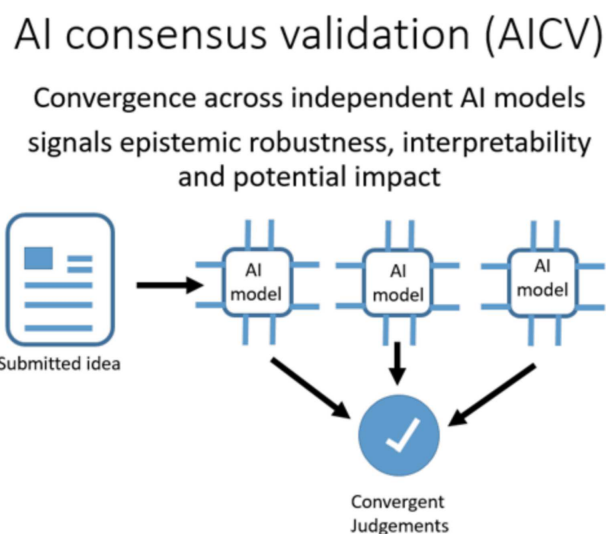 AI consensus validation (AICV)
Convergence across independent AI models
signals epistemic robustness, interpretability
and potential impact
AI
model
AI
model
AI
model
Submitted idea
Convergent
Judgements